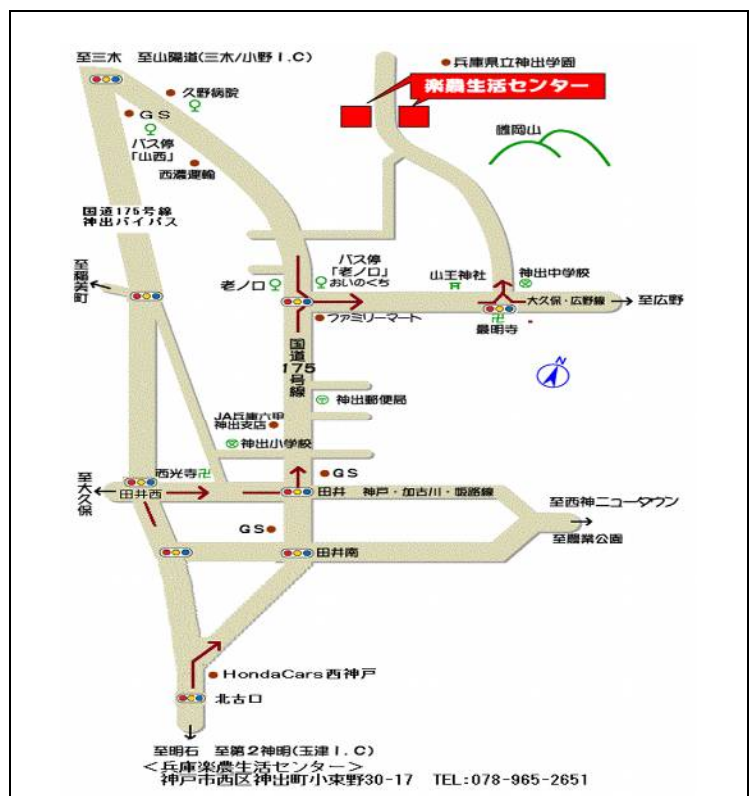 至三木 至山陽道(三木/小野I.C)
兵庫県立神出学園
楽農生活センター
久野病院
GS
バス停
「山西」
西濃運輸
雌岡山
国道175号線
神出バイパス
至稲美町
老ノ口
バス停
「老ノ口」
おいのくち
山王神社
神出中学校
大久保・広野線
至広野
ファミリーマート
最明寺
国道175号線
N
神出郵便局
JA兵庫六甲
神出支店
神出小学校
西光寺
至大久保
田井西
GS
田井
神戸・加古川・姫路線
至西神ニュータウン
至農業公園
GS
田井南
HondaCars西神戸
北古口
至明石 至第2神明(玉津I.C)
<兵庫楽農生活センター>
神戸市西区神出町小束野30-17 TEL:078-965-2651